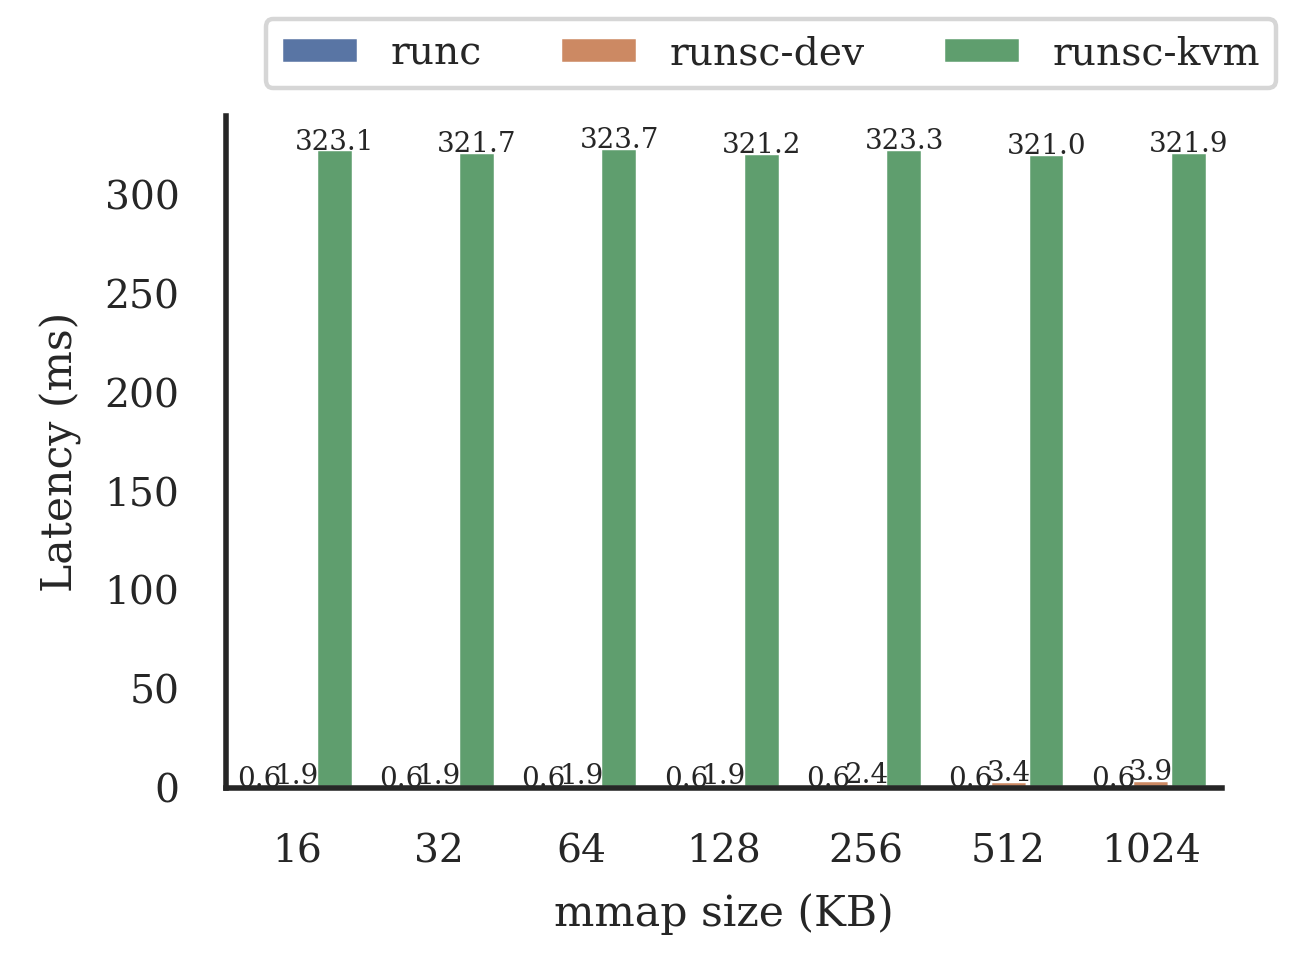 runc runsc-dev runsc-kvm
323.1 321.7 323.7 321.2 323.3 321.0 321.9
300
250
200
150
100
50
0
Latency (ms)
0.6 1.9 0.6 1.9 0.6 1.9 0.6 1.9 0.6 2.4 0.6 3.4 0.6 3.9
16 32 64 128 256 512 1024
mmap size (KB)